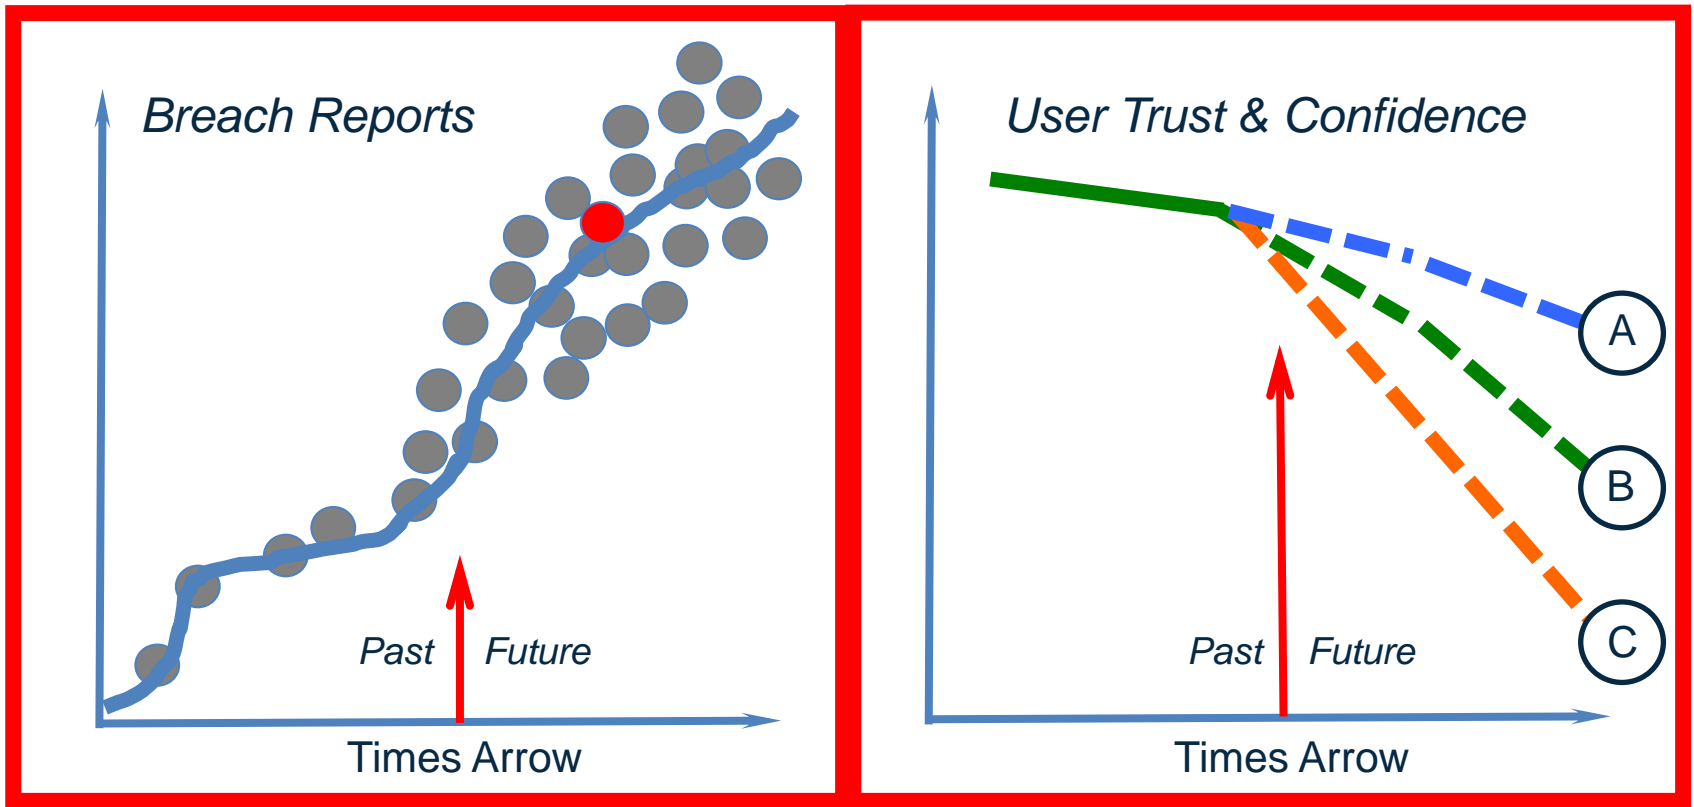 Breach Reports
Past Future
Times Arrow
User Trust & Confidence
A
B
C
Past Future
Times Arrow